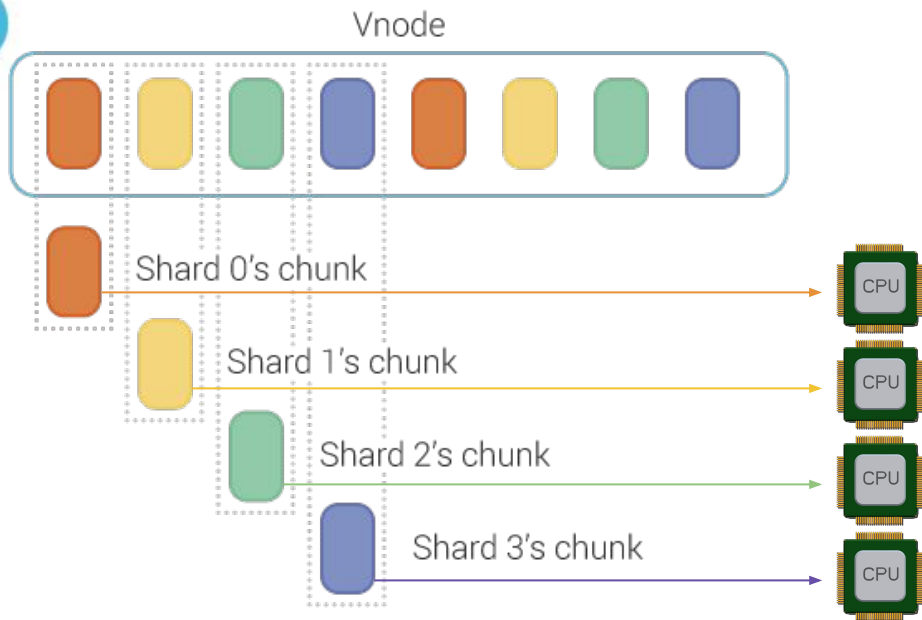 Vnode
Shard 0's chunk
CPU
Shard 1's chunk
CPU
Shard 2's chunk
CPU
Shard 3's chunk
CPU